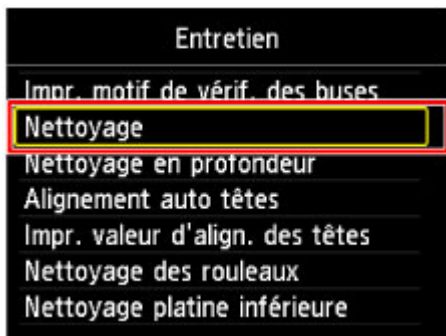 Entretien
Impr. motif de vérif. des buses
Nettoyage
Nettoyage en profondeur
Alignement auto têtes
Impr. valeur d'align. des têtes
Nettoyage des rouleaux
Nettoyage platine inférieure